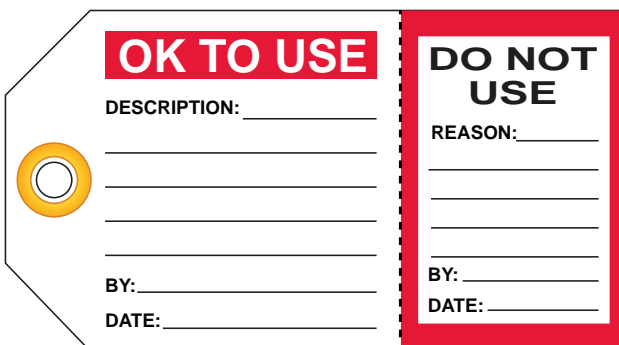 OK TO USE
DESCRIPTION:
BY:
DATE:
DO NOT
USE
REASON:
BY:
DATE: